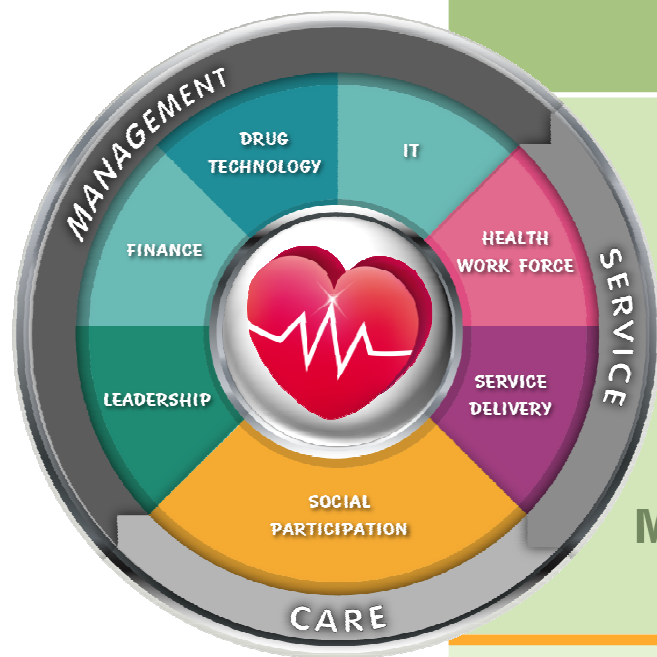 MANAGEMENT
DRUG
TECHNOLOGY
IT
FINANCE
HEALTH
WORK FORCE
SERVICE
LEADERSHIP
SERVICE
DELIVERY
SOCIAL
PARTICIPATION
CARE
M